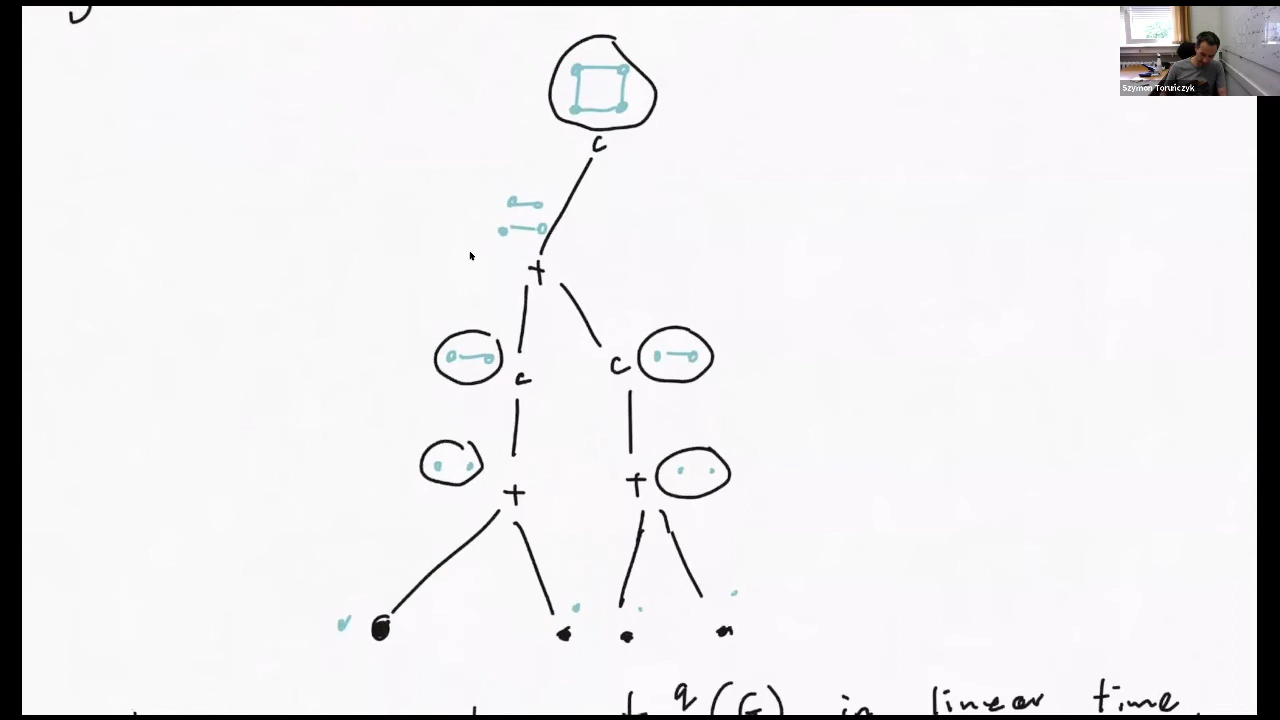 Szymon Toruńczyk
c
+
c c
+ +
t^q(G) in linear time.